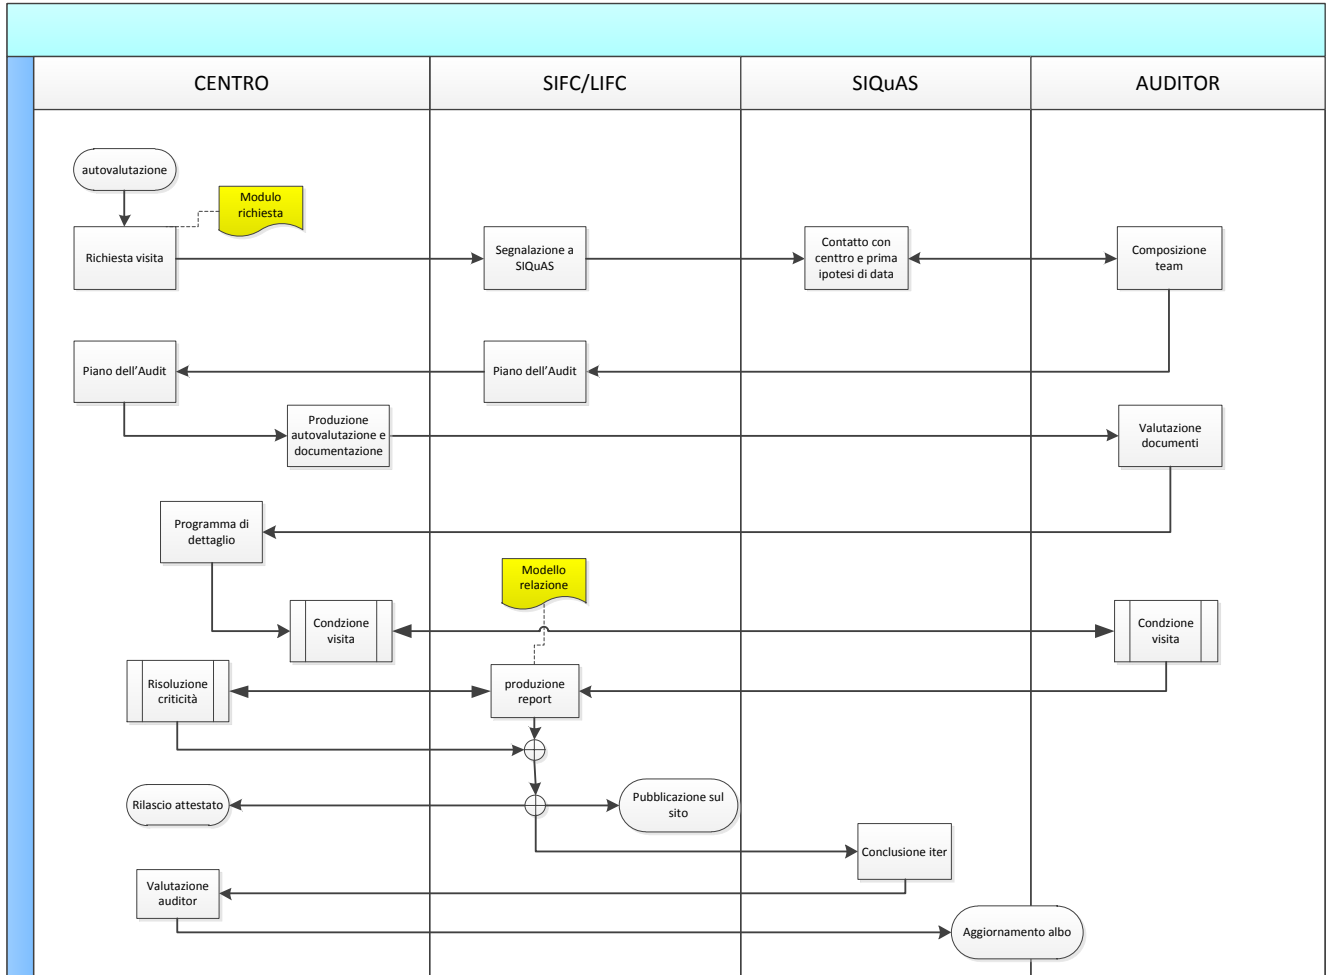 CENTRO
SIFC/LIFC
SIQuAS
AUDITOR
autovalutazione
Modulo
richiesta
Richiesta visita
Segnalazione a
SIQuAS
Contatto con
centtro e prima
ipotesi di data
Composizione
team
Piano dell'Audit
Piano dell'Audit
Produzione
autovalutazione e
documentazione
Valutazione
documenti
Programma di
dettaglio
Modello
relazione
Condzione
visita
Condzione
visita
Risoluzione
criticità
produzione
report
Rilascio attestato
Pubblicazione sul
sito
Conclusione iter
Valutazione
auditor
Aggiornamento albo